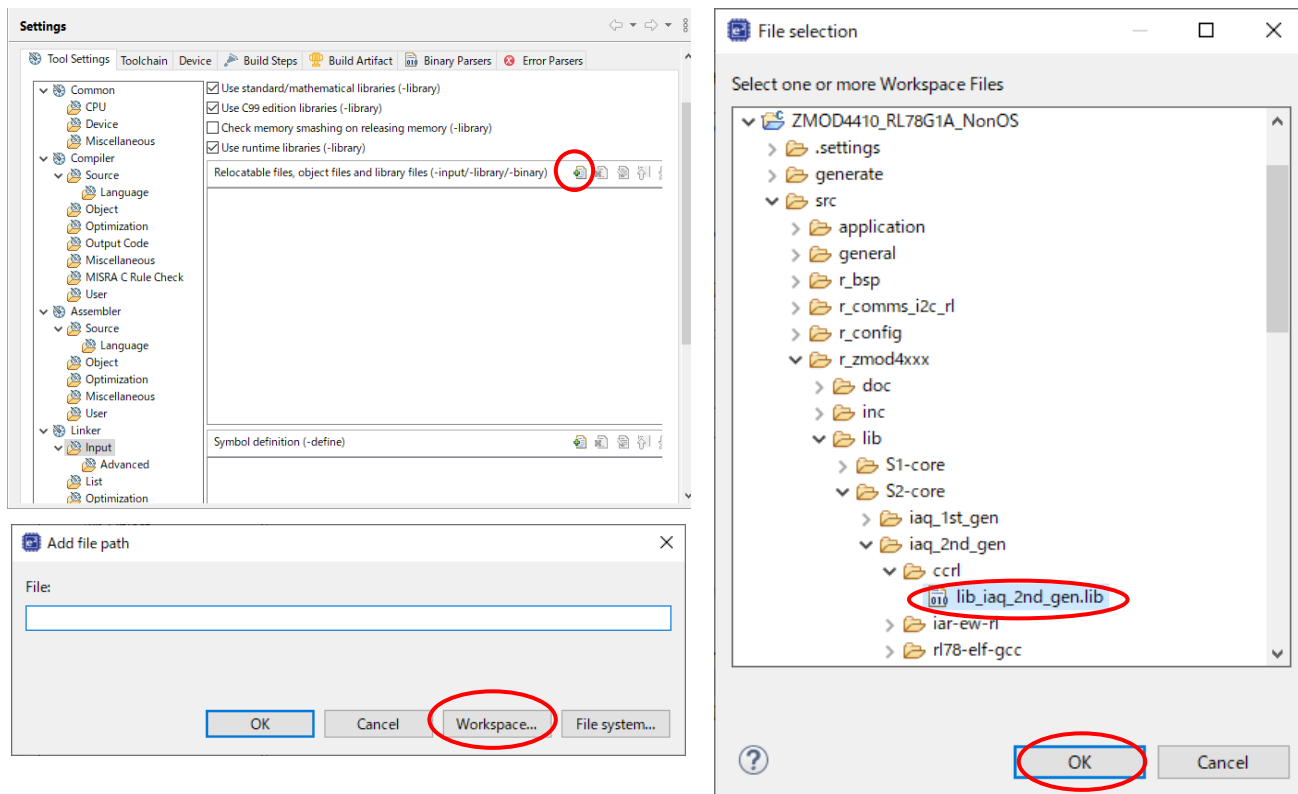 Settings
Tool Settings Toolchain Device Build Steps Build Artifact Binary Parsers Error Parsers
Common
CPU
Device
Miscellaneous
Compiler
Source
Language
Object
Optimization
Output Code
Miscellaneous
MISRA C Rule Check
User
Assembler
Source
Language
Object
Optimization
Miscellaneous
User
Linker
Input
Advanced
List
Optimization
Use standard/mathematical libraries (-library)
Use C99 edition libraries (-library)
Check memory smashing on releasing memory (-library)
Use runtime libraries (-library)
Relocatable files, object files and library files (-input/-library/-binary)
Symbol definition (-define)
Add file path
File:
OK Cancel Workspace... File system...
File selection
Select one or more Workspace Files
ZMOD4410_RL78G1A_NonOS
.settings
generate
src
application
general
r_bsp
r_comms_i2c_rl
r_config
r_zmod4xxx
doc
inc
lib
S1-core
S2-core
iaq_1st_gen
iaq_2nd_gen
ccrl
lib_iaq_2nd_gen.lib
iar-ew-rl
rl78-elf-gcc
OK Cancel